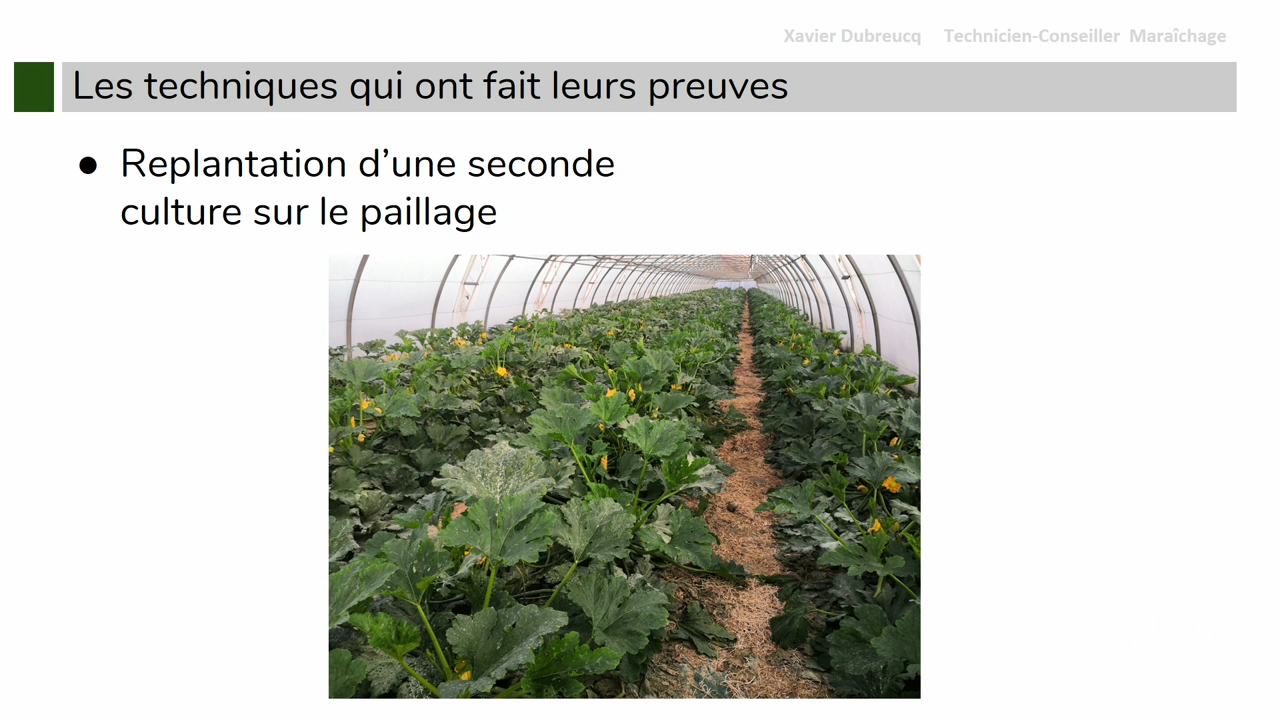 Xavier Dubreucq Technicien-Conseiller Maraîchage
Les techniques qui ont fait leurs preuves
● Replantation d’une seconde
culture sur le paillage